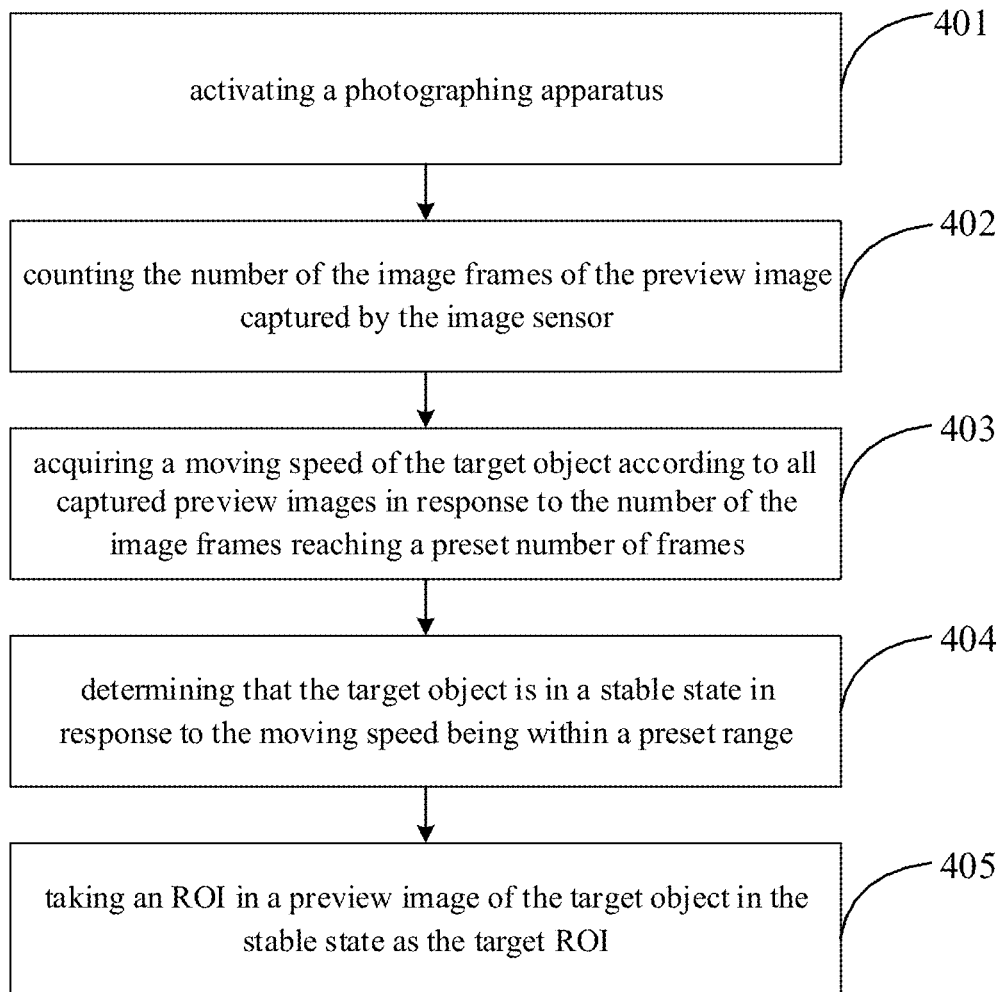 401
activating a photographing apparatus
402
counting the number of the image frames of the preview image
captured by the image sensor
403
acquiring a moving speed of the target object according to all
captured preview images in response to the number of the
image frames reaching a preset number of frames
404
determining that the target object is in a stable state in
response to the moving speed being within a preset range
405
taking an ROI in a preview image of the target object in the
stable state as the target ROI